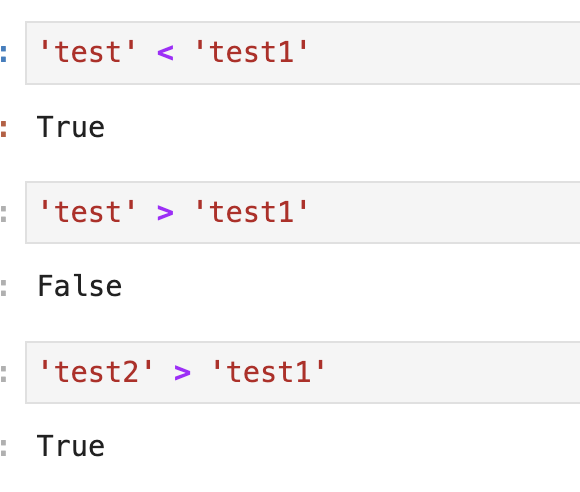 'test' < 'test1'
True
'test' > 'test1'
False
'test2' > 'test1'
True